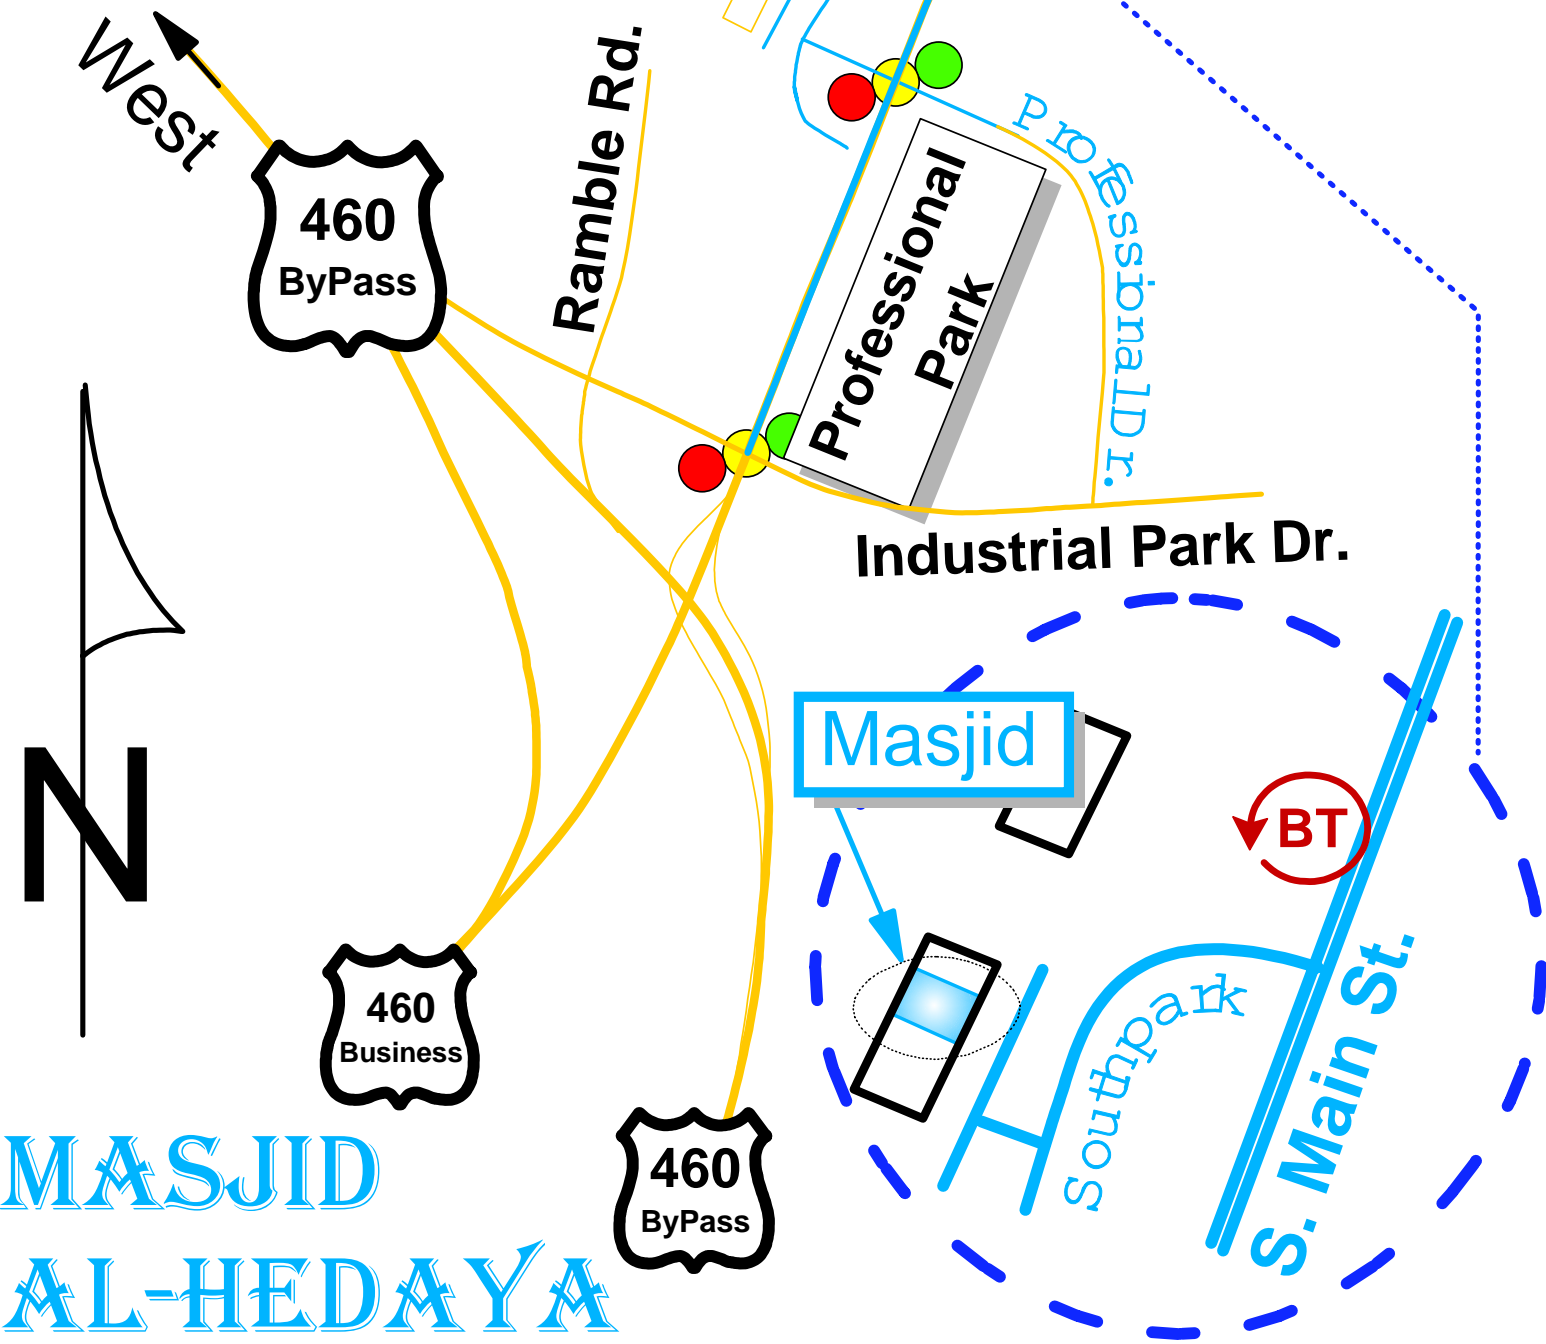 West
460
ByPass
Ramble Rd.
Professional Dr.
Professional
Park
Industrial Park Dr.
N
Masjid
BT
Southpark
S. Main St.
460
Business
460
ByPass
MASJID
AL-HEDAYA